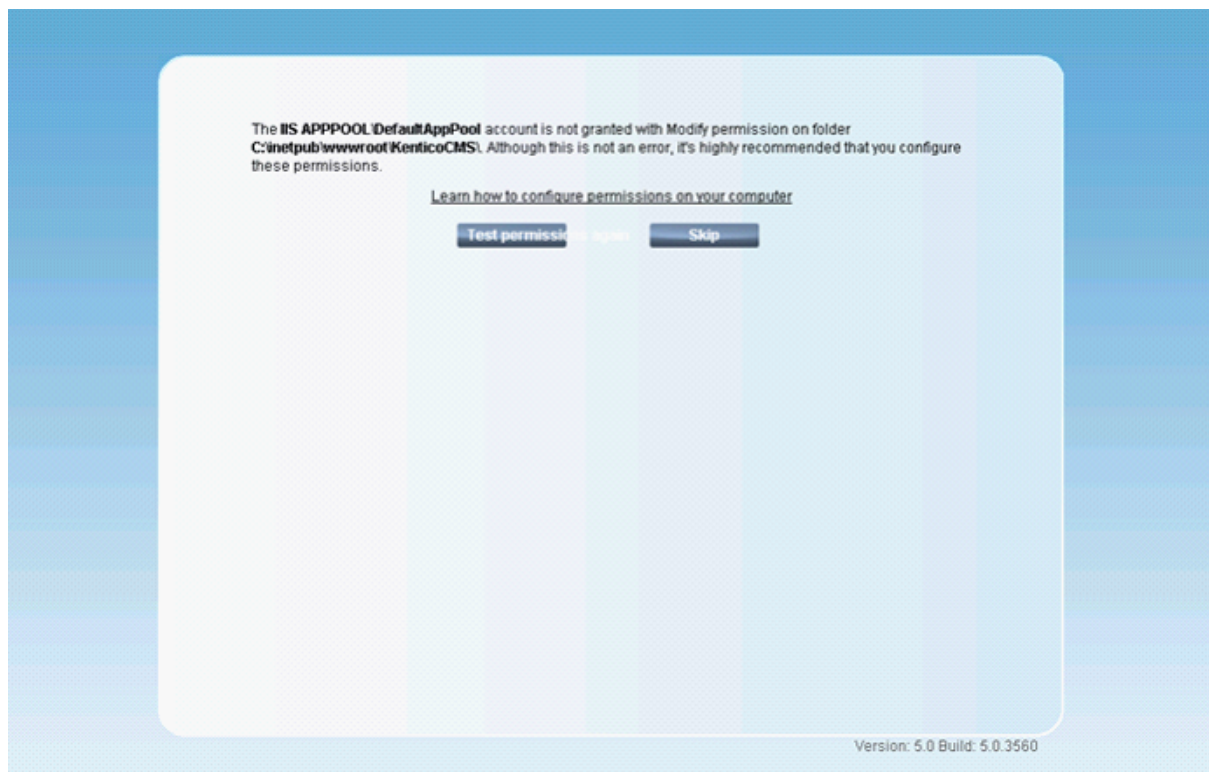 The IIS APPPOOL\DefaultAppPool account is not granted with Modify permission on folder
C:\inetpub\wwwroot\KenticoCMS\. Although this is not an error, it's highly recommended that you configure
these permissions.
Learn how to configure permissions on your computer
Test permissions again Skip
Version: 5.0 Build: 5.0.3560